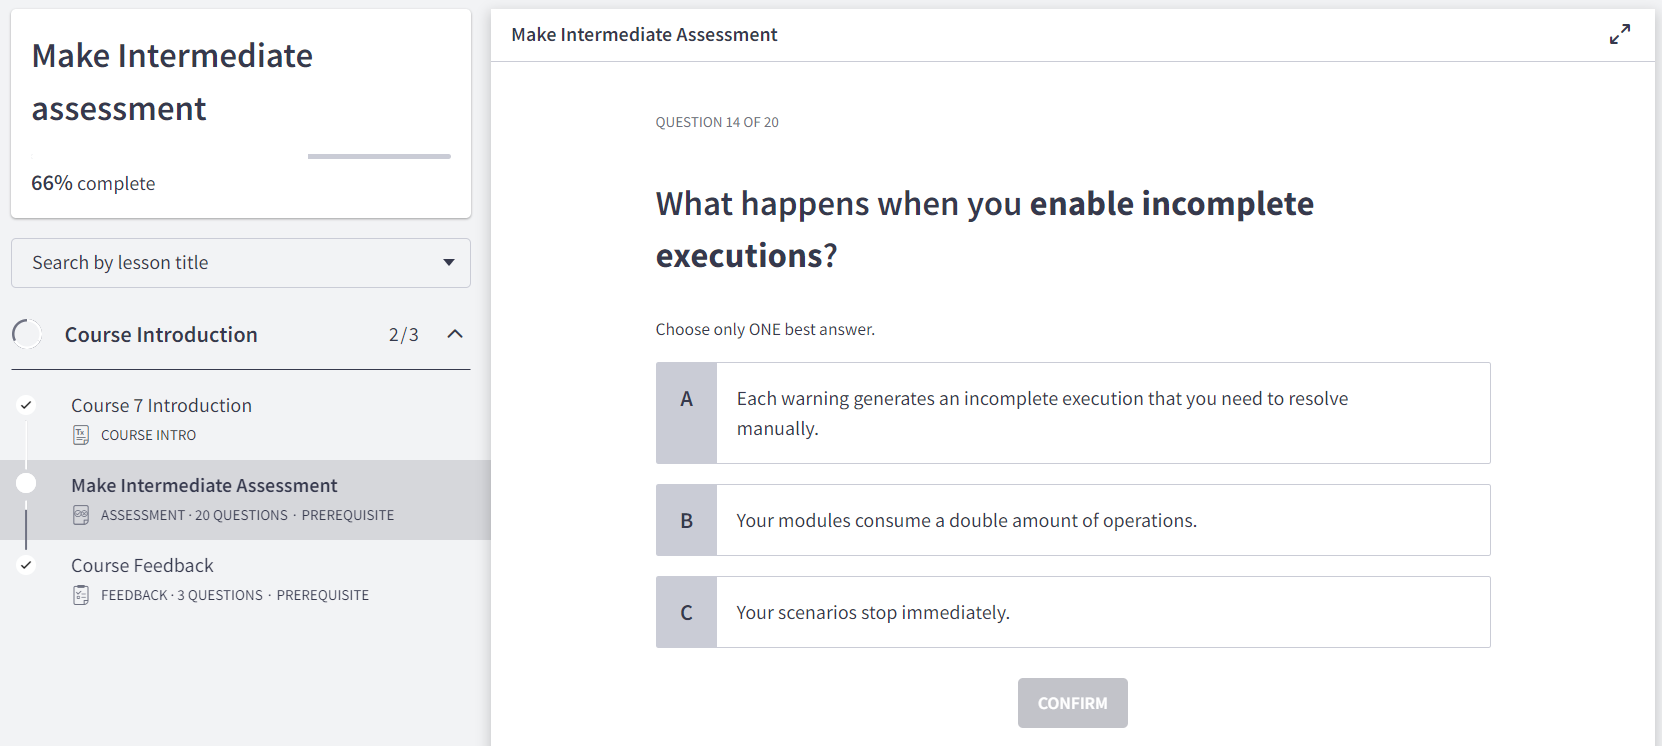 Make Intermediate
assessment
66% complete
Search by lesson title
Course Introduction 2/3
Course 7 Introduction
COURSE INTRO
Make Intermediate Assessment
ASSESSMENT · 20 QUESTIONS · PREREQUISITE
Course Feedback
FEEDBACK · 3 QUESTIONS · PREREQUISITE
Make Intermediate Assessment
QUESTION 14 OF 20
What happens when you enable incomplete
executions?
Choose only ONE best answer.
A Each warning generates an incomplete execution that you need to resolve
manually.
B Your modules consume a double amount of operations.
C Your scenarios stop immediately.
CONFIRM